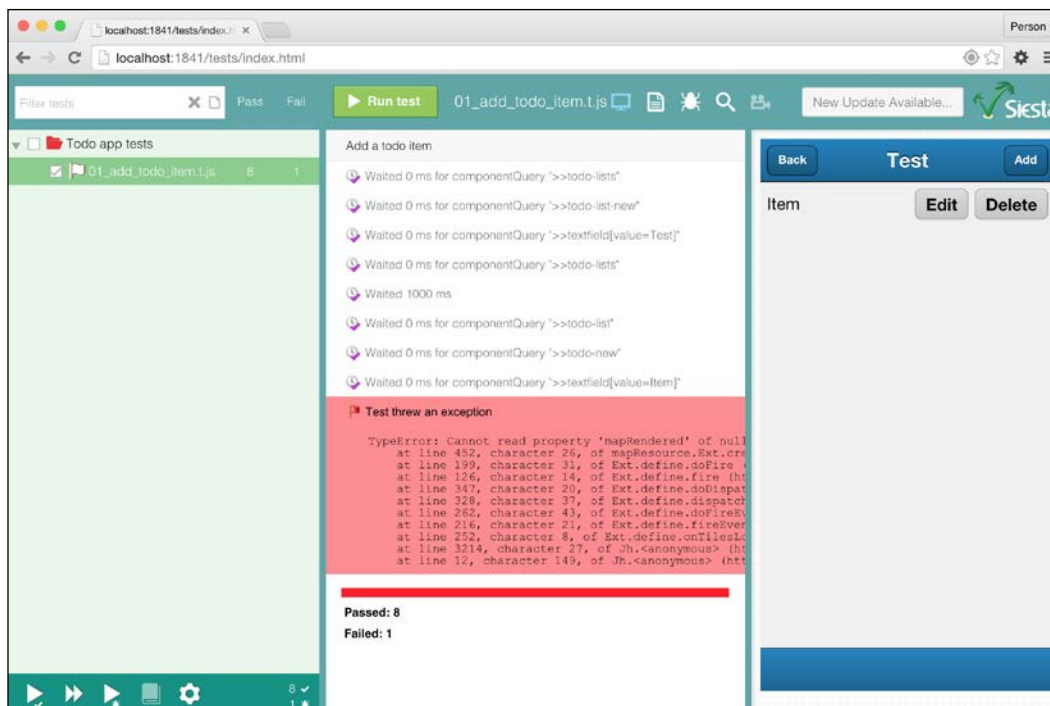 localhost:1841/tests/index.h
Person
localhost:1841/tests/index.html
Filter tests
Pass Fail
Run test
01_add_todo_item.t.js
New Update Available...
Siesta
Todo app tests
01_add_todo_item.t.js 8 1
Add a todo item
Waited 0 ms for componentQuery ">>todo-lists"
Waited 0 ms for componentQuery ">>todo-list-new"
Waited 0 ms for componentQuery ">>textfield[value=Test]"
Waited 0 ms for componentQuery ">>todo-lists"
Waited 1000 ms
Waited 0 ms for componentQuery ">>todo-list"
Waited 0 ms for componentQuery ">>todo-new"
Waited 0 ms for componentQuery ">>textfield[value=Item]"
Test threw an exception
TypeError: Cannot read property 'mapRendered' of null
at line 452, character 26, of mapResource.Ext.cre
at line 199, character 31, of Ext.define.doFire
at line 126, character 14, of Ext.define.fire (ht
at line 347, character 20, of Ext.define.doDispat
at line 328, character 37, of Ext.define.dispatch
at line 262, character 43, of Ext.define.doFireEv
at line 216, character 21, of Ext.define.fireEven
at line 252, character 8, of Ext.define.onTilesLo
at line 3214, character 27, of Jh.<anonymous> (ht
at line 12, character 149, of Jh.<anonymous> (htt
Passed: 8
Failed: 1
Back
Test
Add
Item
Edit
Delete
8
1